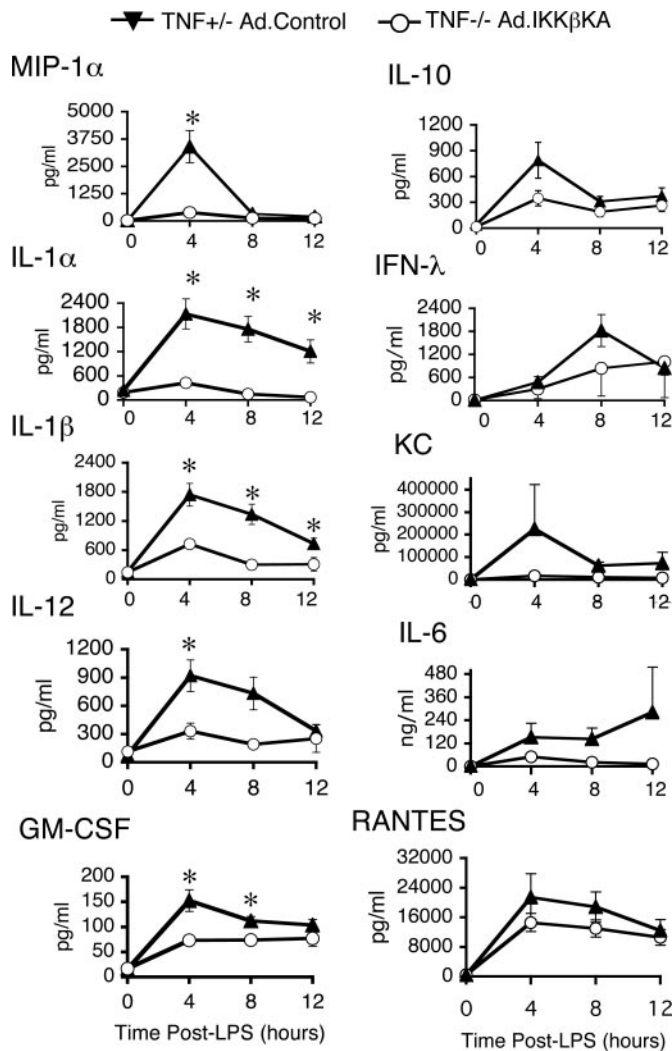 TNF+/- Ad.Control TNF-/- Ad.IKKβKA
MIP-1α
5000
3750
2500
1250
0
pg/ml
*
0 4 8 12
IL-1α
2400
1800
1200
600
0
pg/ml
* * *
0 4 8 12
IL-1β
2400
1800
1200
600
0
pg/ml
* * *
0 4 8 12
IL-12
1200
900
600
300
0
pg/ml
*
0 4 8 12
GM-CSF
200
150
100
50
0
pg/ml
* *
0 4 8 12
Time Post-LPS (hours)
IL-10
1200
900
600
300
0
pg/ml
0 4 8 12
IFN-λ
2400
1800
1200
600
0
pg/ml
0 4 8 12
KC
400000
300000
200000
100000
0
pg/ml
0 4 8 12
IL-6
480
360
240
120
0
ng/ml
0 4 8 12
RANTES
32000
24000
16000
8000
0
pg/ml
0 4 8 12
Time Post-LPS (hours)